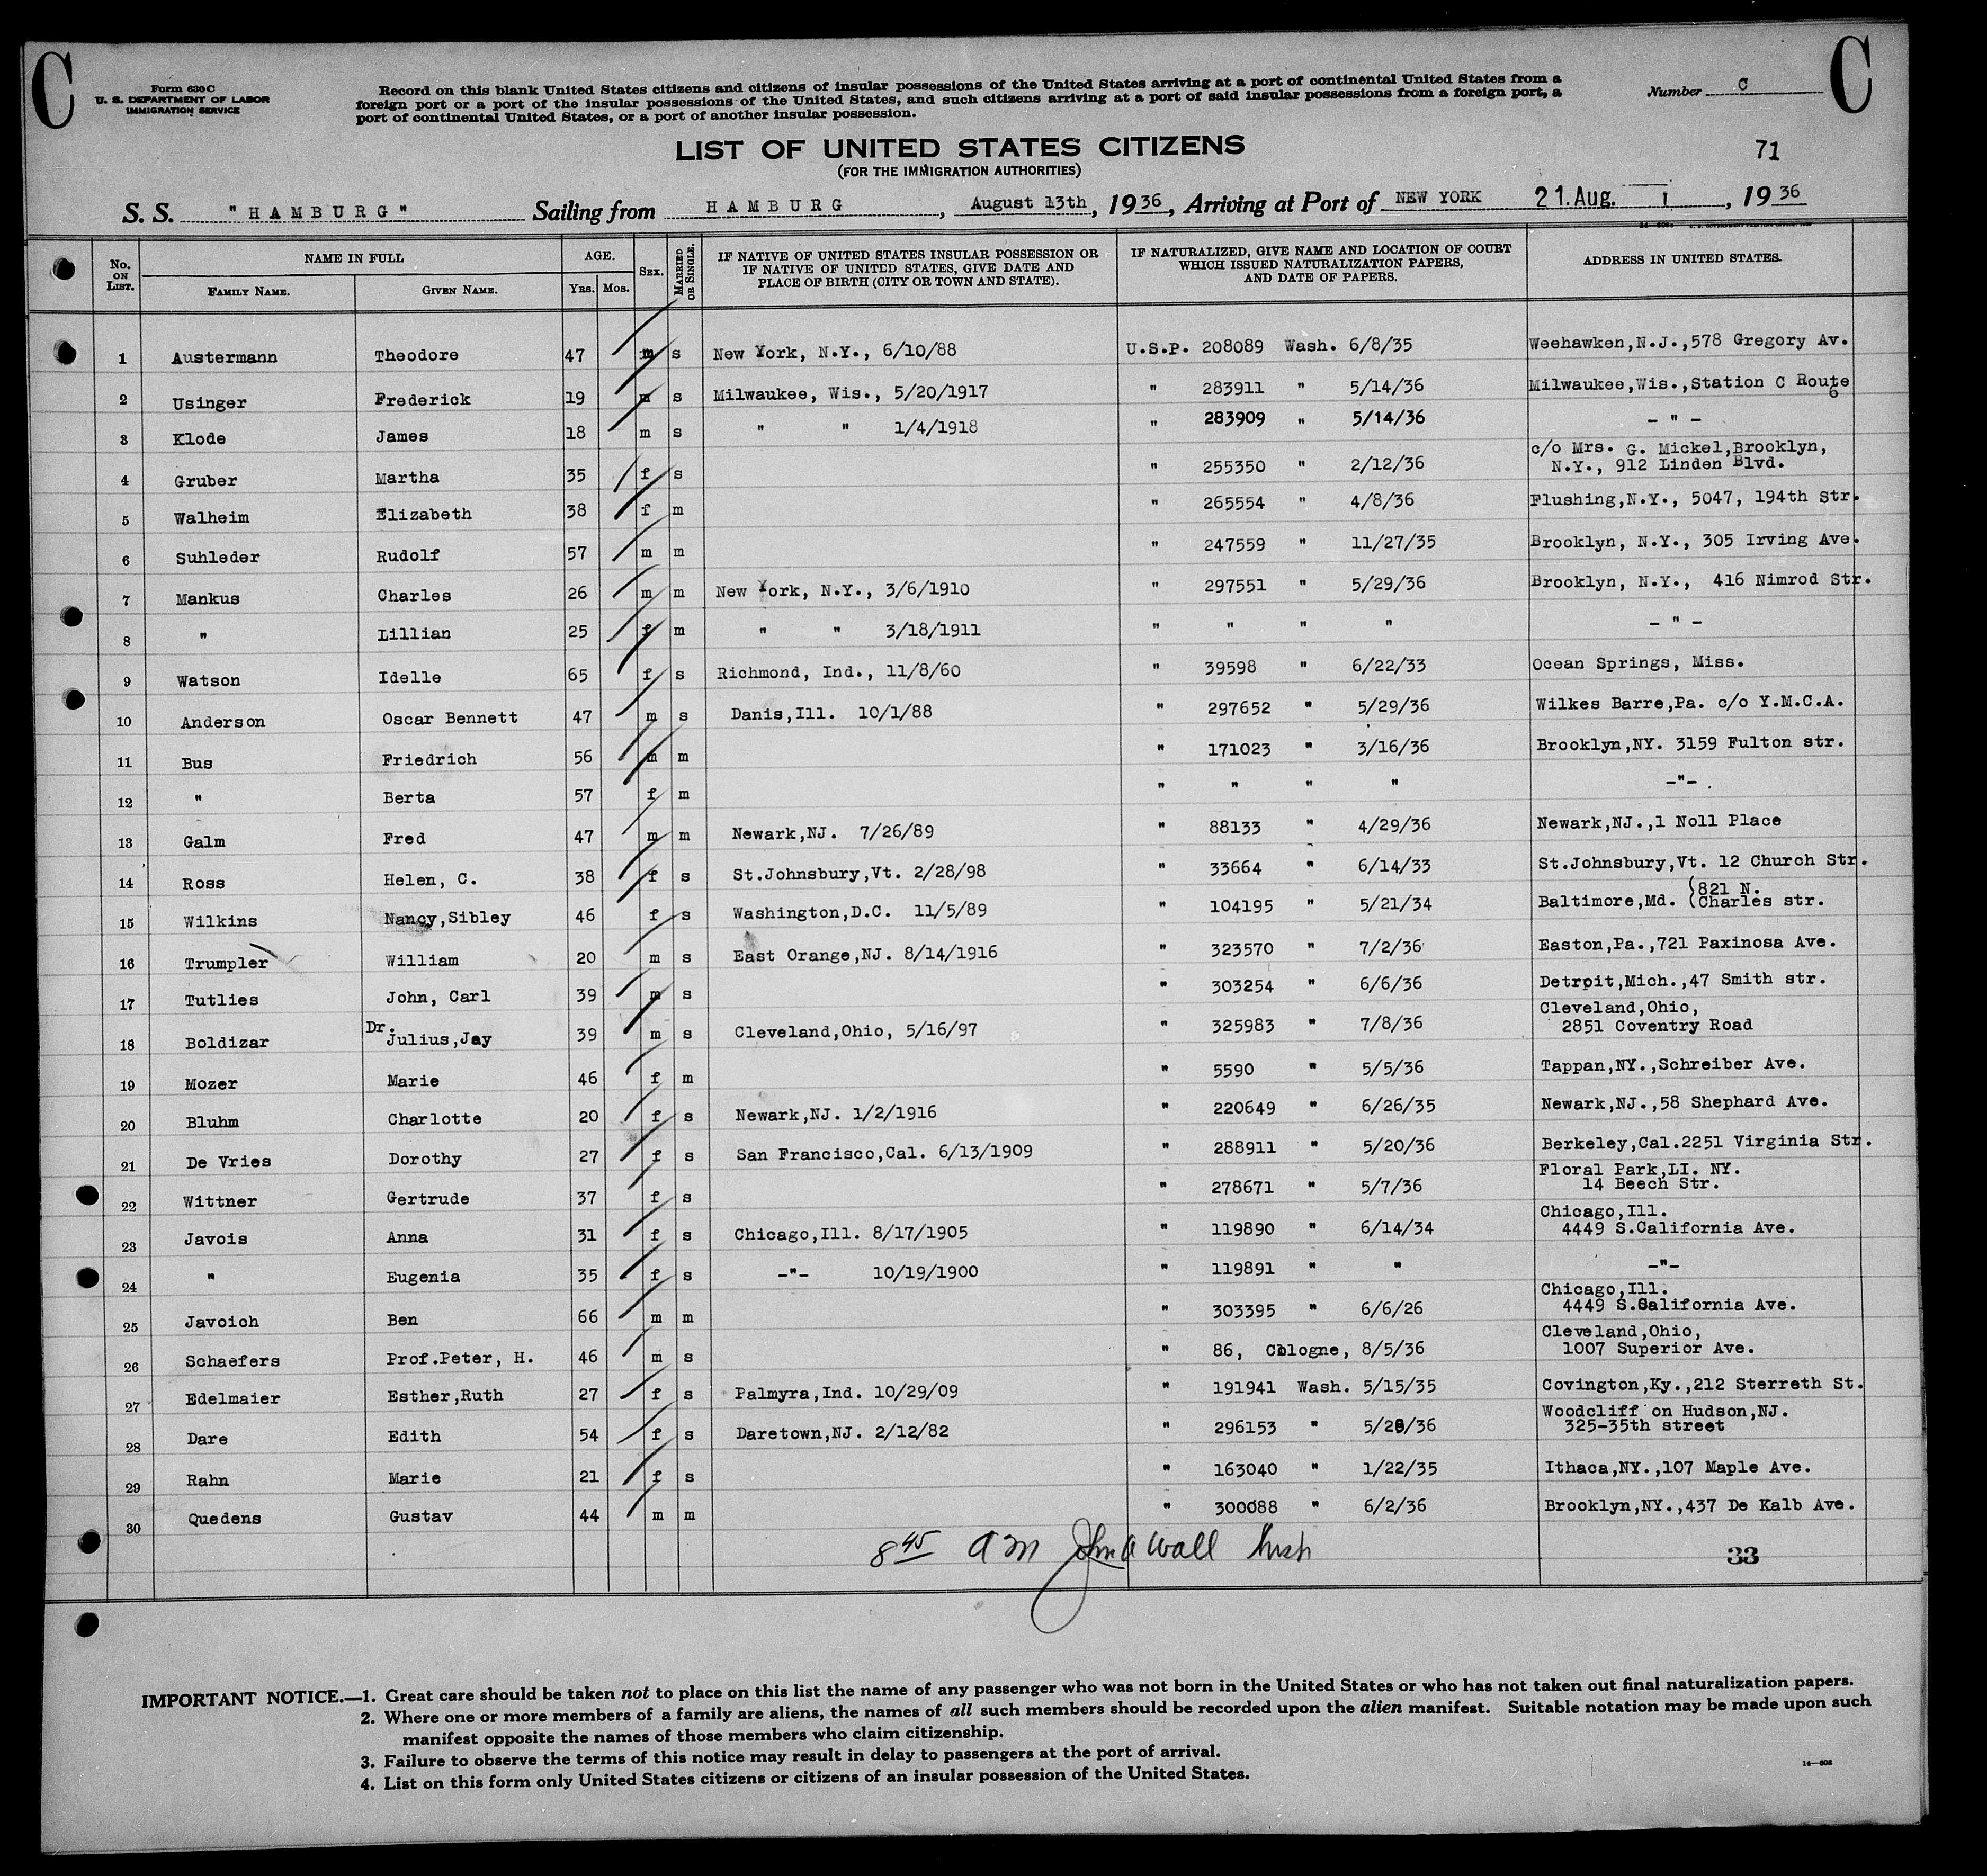 C
Form 630 C
U. S. DEPARTMENT OF LABOR
IMMIGRATION SERVICE
Record on this blank United States citizens and citizens of insular possessions of the United States arriving at a port of continental United States from a
foreign port or a port of the insular possessions of the United States, and such citizens arriving at a port of said insular possessions from a foreign port, a
port of continental United States, or a port of another insular possession.
Number C
C
LIST OF UNITED STATES CITIZENS
(FOR THE IMMIGRATION AUTHORITIES)
71
S. S. "HAMBURG" Sailing from HAMBURG, August 13th, 1936, Arriving at Port of NEW YORK 21. Aug. 1, 1936
No. ON LIST. NAME IN FULL FAMILY NAME. GIVEN NAME. AGE. YRS. MOS. SEX. MARRIED OR SINGLE. IF NATIVE OF UNITED STATES INSULAR POSSESSION OR IF NATIVE OF UNITED STATES, GIVE DATE AND PLACE OF BIRTH (CITY OR TOWN AND STATE). IF NATURALIZED, GIVE NAME AND LOCATION OF COURT WHICH ISSUED NATURALIZATION PAPERS, AND DATE OF PAPERS. ADDRESS IN UNITED STATES.
1 Austermann Theodore 47 m s New York, N.Y., 6/10/88 U.S.P. 208089 Wash. 6/8/35 Weehawken,N.J.,578 Gregory Av.
2 Usinger Frederick 19 m s Milwaukee, Wis., 5/20/1917 " 283911 " 5/14/36 Milwaukee,Wis.,Station C Route 6
3 Klode James 18 m s " " 1/4/1918 " 283909 " 5/14/36 - " -
4 Gruber Martha 35 f s " 255350 " 2/12/36 c/o Mrs. G. Mickel,Brooklyn,
N.Y., 912 Linden Blvd.
5 Walheim Elizabeth 38 f m " 265554 " 4/8/36 Flushing,N.Y., 5047, 194th Str.
6 Suhleder Rudolf 57 m m " 247559 " 11/27/35 Brooklyn, N.Y., 305 Irving Ave.
7 Mankus Charles 26 m m New York, N.Y., 3/6/1910 " 297551 " 5/29/36 Brooklyn, N.Y., 416 Nimrod Str.
8 " Lillian 25 f m " " 3/18/1911 " " " " - " -
9 Watson Idelle 65 f s Richmond, Ind., 11/8/60 " 39598 " 6/22/33 Ocean Springs, Miss.
10 Anderson Oscar Bennett 47 m s Danis,Ill. 10/1/88 " 297652 " 5/29/36 Wilkes Barre,Pa. c/o Y.M.C.A.
11 Bus Friedrich 56 m m " 171023 " 3/16/36 Brooklyn,NY. 3159 Fulton str.
12 " Berta 57 f m " " " " -"-
13 Galm Fred 47 m m Newark,NJ. 7/26/89 " 88133 " 4/29/36 Newark,NJ.,1 Noll Place
14 Ross Helen, C. 38 f s St.Johnsbury,Vt. 2/28/98 " 33664 " 6/14/33 St.Johnsbury,Vt. 12 Church Str.
15 Wilkins Nancy,Sibley 46 f s Washington,D.C. 11/5/89 " 104195 " 5/21/34 Baltimore,Md. (821 N.
(Charles str.
16 Trumpler William 20 m s East Orange,NJ. 8/14/1916 " 323570 " 7/2/36 Easton,Pa.,721 Paxinosa Ave.
17 Tutlies John, Carl 39 m s " 303254 " 6/6/36 Detroit,Mich.,47 Smith str.
18 Boldizar Dr. Julius,Jay 39 m s Cleveland,Ohio, 5/16/97 " 325983 " 7/8/36 Cleveland,Ohio,
2851 Coventry Road
19 Mozer Marie 46 f m " 5590 " 5/5/36 Tappan,NY.,Schreiber Ave.
20 Bluhm Charlotte 20 f s Newark,NJ. 1/2/1916 " 220649 " 6/26/35 Newark,NJ.,58 Shephard Ave.
21 De Vries Dorothy 27 f s San Francisco,Cal. 6/13/1909 " 288911 " 5/20/36 Berkeley,Cal.2251 Virginia Str.
22 Wittner Gertrude 37 f s " 278671 " 5/7/36 Floral Park,LI. NY.
14 Beech Str.
23 Javois Anna 31 f s Chicago,Ill. 8/17/1905 " 119890 " 6/14/34 Chicago,Ill.
4449 S.California Ave.
24 " Eugenia 35 f s -"- 10/19/1900 " 119891 " " -"-
25 Javoich Ben 66 m m " 303395 " 6/6/26 Chicago,Ill.
4449 S.California Ave.
26 Schaefers Prof.Peter, H. 46 m s " 86, Cologne, 8/5/36 Cleveland,Ohio,
1007 Superior Ave.
27 Edelmaier Esther,Ruth 27 f s Palmyra,Ind. 10/29/09 " 191941 Wash. 5/15/35 Covington,Ky.,212 Sterreth St.
28 Dare Edith 54 f s Daretown,NJ. 2/12/82 " 296153 " 5/28/36 Woodcliff on Hudson,NJ.
325-35th street
29 Rahn Marie 21 f s " 163040 " 1/22/35 Ithaca,NY.,107 Maple Ave.
30 Quedens Gustav 44 m m " 300088 " 6/2/36 Brooklyn,NY.,437 De Kalb Ave.
8 45 am John A Wall Insp
33
IMPORTANT NOTICE.—1. Great care should be taken not to place on this list the name of any passenger who was not born in the United States or who has not taken out final naturalization papers.
2. Where one or more members of a family are aliens, the names of all such members should be recorded upon the alien manifest. Suitable notation may be made upon such
manifest opposite the names of those members who claim citizenship.
3. Failure to observe the terms of this notice may result in delay to passengers at the port of arrival.
4. List on this form only United States citizens or citizens of an insular possession of the United States.
14—608